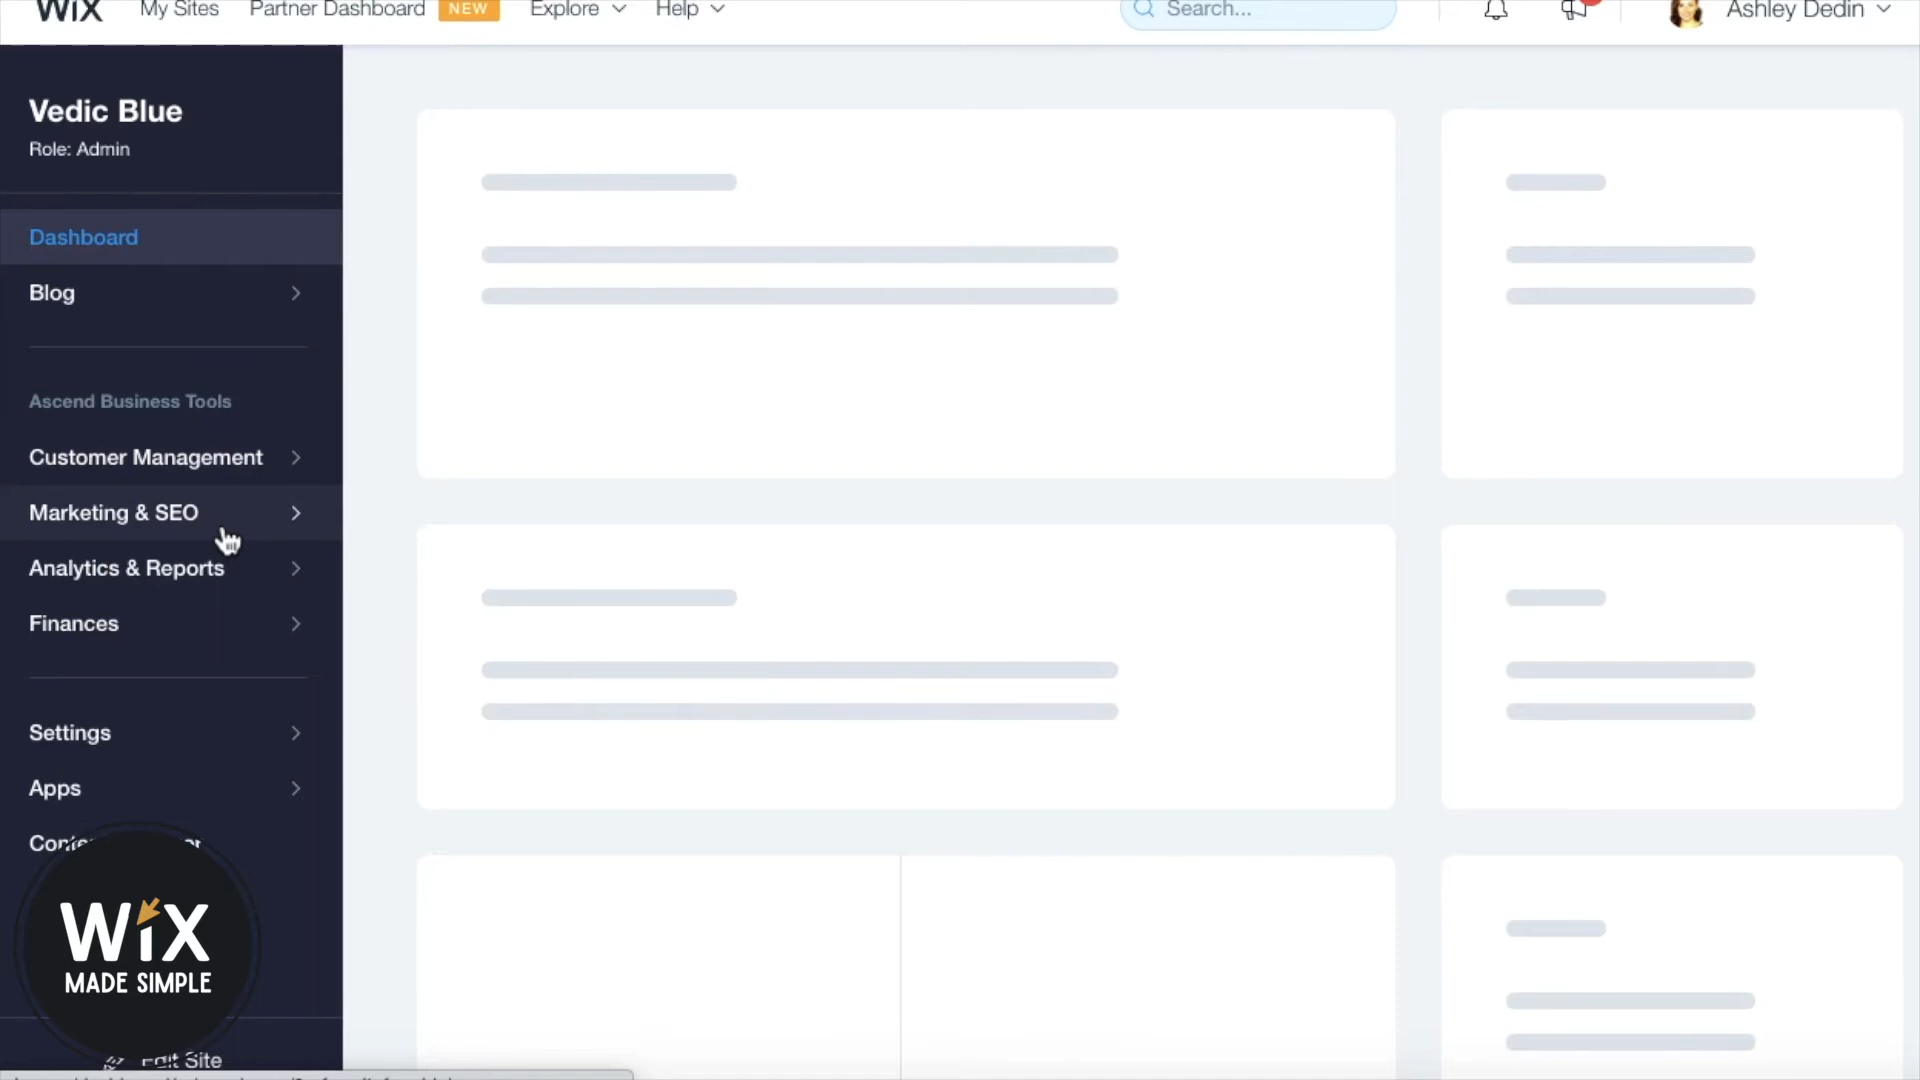 WiX
My Sites
Partner Dashboard
NEW
Explore
Help
Search...
Ashley Dedin
Vedic Blue
Role: Admin
Dashboard
Blog
Ascend Business Tools
Customer Management
Marketing & SEO
Analytics & Reports
Finances
Settings
Apps
WiX
MADE SIMPLE
Edit Site